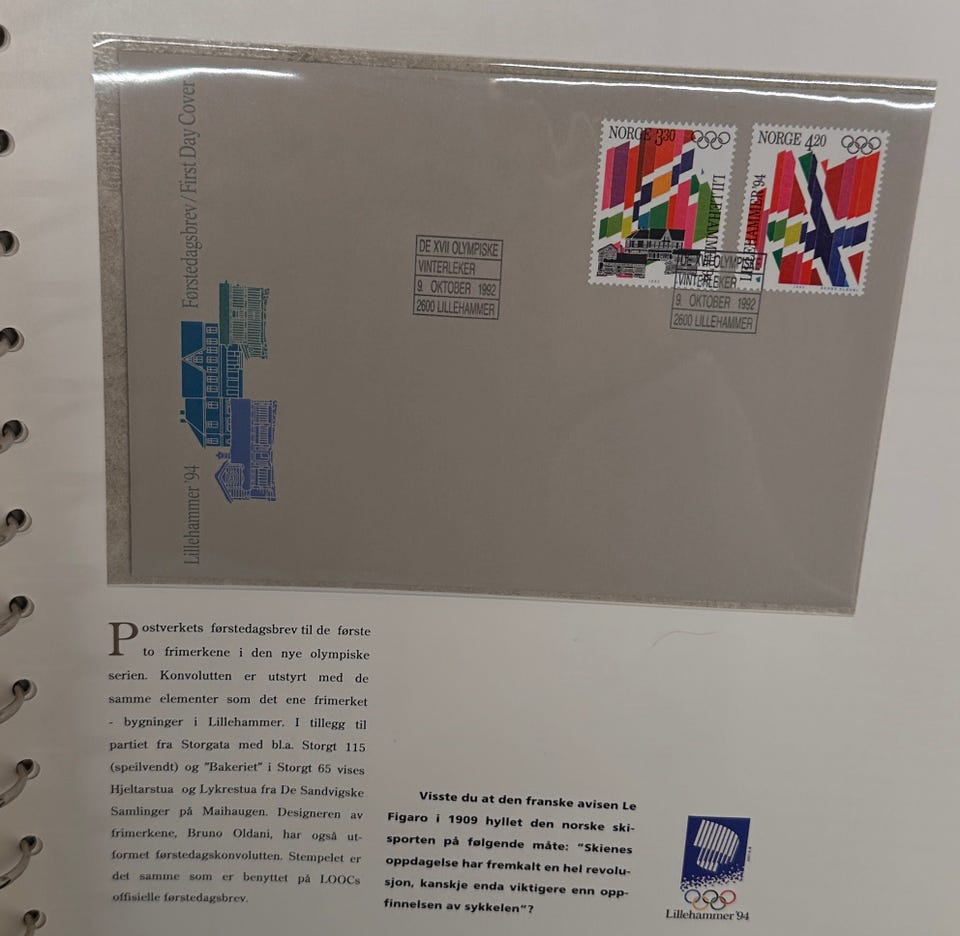 Førstedagsbrev / First Day Cover
Lillehammer '94
DE XVII OLYMPISKE
VINTERLEKER
9. OKTOBER 1992
2600 LILLEHAMMER
NORGE 3.30
LILLEHAMMER '94
NORGE 4.20
LILLEHAMMER '94
DE XVII OLYMPISKE
VINTERLEKER
9. OKTOBER 1992
2600 LILLEHAMMER
Postverkets førstedagsbrev til de første
to frimerkene i den nye olympiske
serien. Konvolutten er utstyrt med de
samme elementer som det ene frimerket
- bygninger i Lillehammer. I tillegg til
partiet fra Storgata med bl.a. Storgt 115
(speilvendt) og "Bakeriet" i Storgt 65 vises
Hjeltarstua og Lykrestua fra De Sandvigske
Samlinger på Maihaugen. Designeren av
frimerkene, Bruno Oldani, har også ut-
formet førstedagskonvolutten. Stempelet er
det samme som er benyttet på LOOCs
offisielle førstedagsbrev.
Visste du at den franske avisen Le
Figaro i 1909 hyllet den norske ski-
sporten på følgende måte: "Skienes
oppdagelse har fremkalt en hel revolu-
sjon, kanskje enda viktigere enn opp-
finnelsen av sykkelen"?
Lillehammer '94